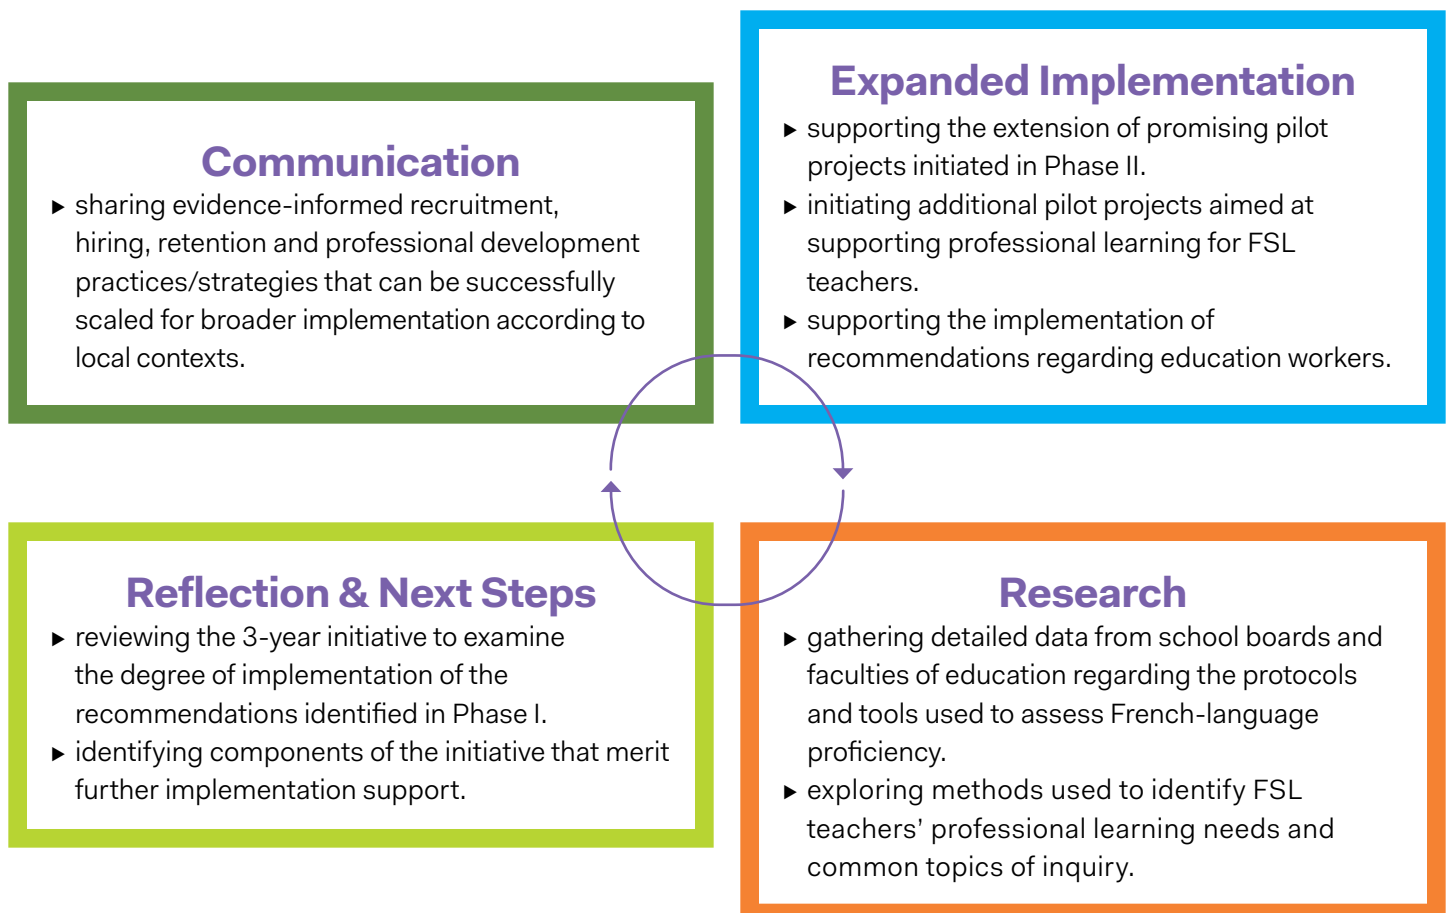 Communication
▸ sharing evidence-informed recruitment,
hiring, retention and professional development
practices/strategies that can be successfully
scaled for broader implementation according to
local contexts.
Expanded Implementation
▸ supporting the extension of promising pilot
projects initiated in Phase II.
▸ initiating additional pilot projects aimed at
supporting professional learning for FSL
teachers.
▸ supporting the implementation of
recommendations regarding education workers.
Reflection & Next Steps
▸ reviewing the 3-year initiative to examine
the degree of implementation of the
recommendations identified in Phase I.
▸ identifying components of the initiative that merit
further implementation support.
Research
▸ gathering detailed data from school boards and
faculties of education regarding the protocols
and tools used to assess French-language
proficiency.
▸ exploring methods used to identify FSL
teachers’ professional learning needs and
common topics of inquiry.